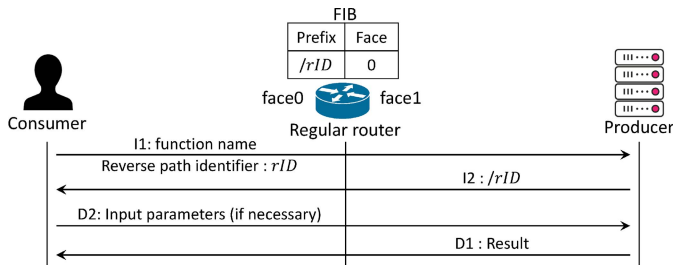 FIB
Prefix Face
/rID 0
face0 face1
Consumer
Regular router
Producer
I1: function name
Reverse path identifier : rID
I2 : /rID
D2: Input parameters (if necessary)
D1 : Result